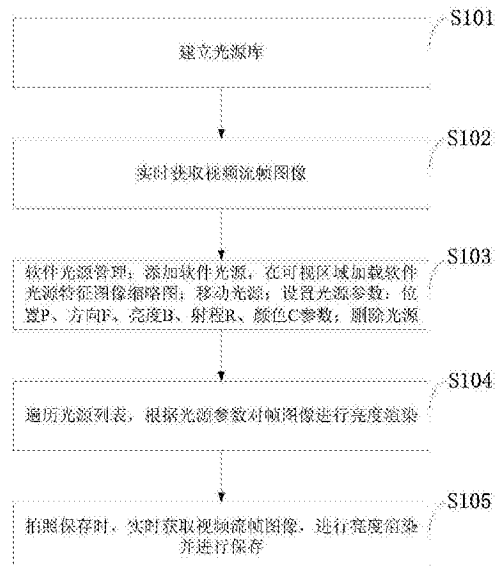 S101
建立光源库
S102
实时获取视频流帧图像
S103
软件光源管理：添加软件光源，在可视区域加载软件
光源特征图像缩略图；移动光源；设置光源参数：位
置P、方向F、亮度B、射程R、颜色C参数；删除光源
S104
遍历光源列表，根据光源参数对帧图像进行亮度渲染
S105
拍照保存时，实时获取视频流帧图像，进行亮度渲染
并进行保存